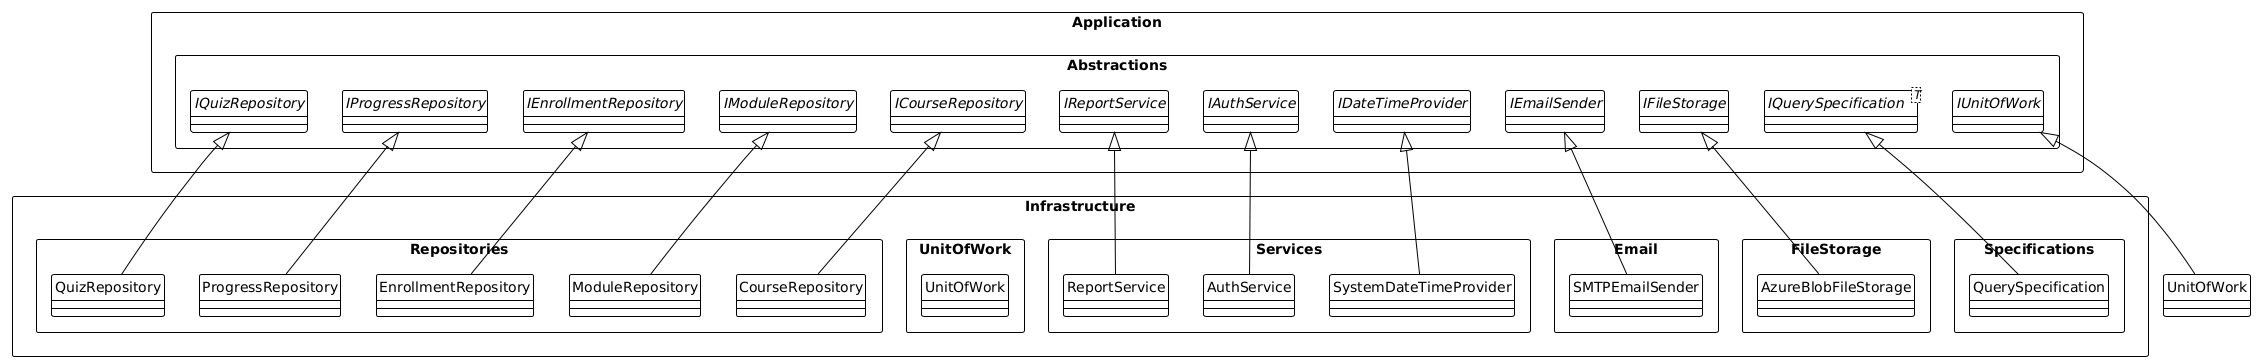 Application
Abstractions
IQuizRepository
IProgressRepository
IEnrollmentRepository
IModuleRepository
ICourseRepository
IReportService
IAuthService
IDateTimeProvider
IEmailSender
IFileStorage
IQuerySpecification
T
IUnitOfWork
Infrastructure
Repositories
UnitOfWork
Services
Email
FileStorage
Specifications
QuizRepository
ProgressRepository
EnrollmentRepository
ModuleRepository
CourseRepository
UnitOfWork
ReportService
AuthService
SystemDateTimeProvider
SMTPEmailSender
AzureBlobFileStorage
QuerySpecification
UnitOfWork